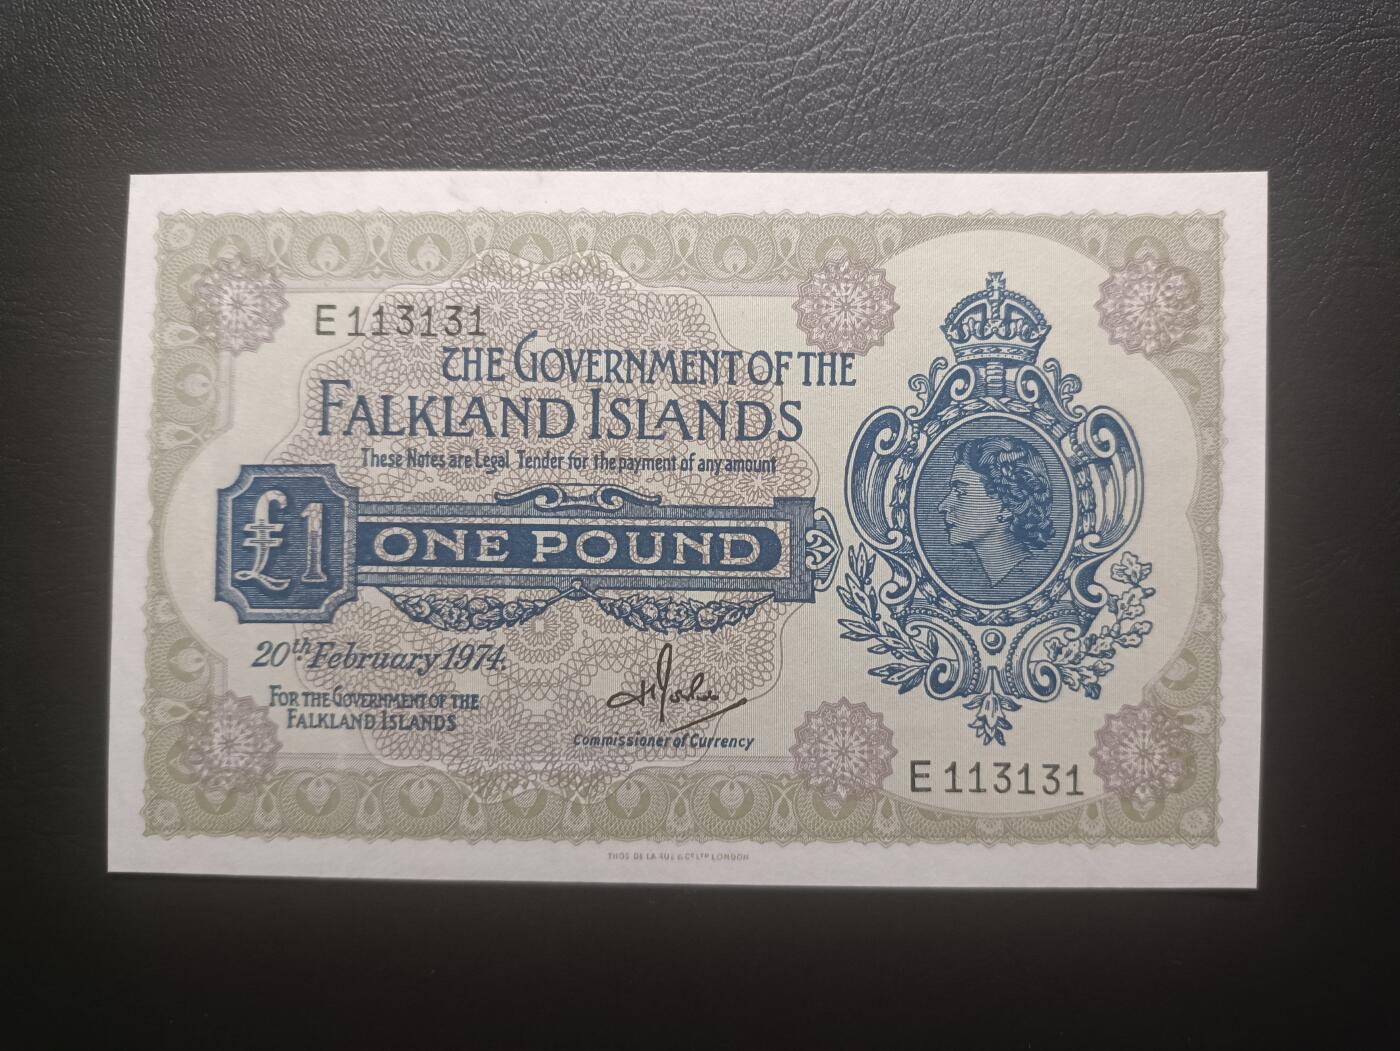 E 113131
THE GOVERNMENT OF THE
FALKLAND ISLANDS
These Notes are Legal Tender for the payment of any amount
£1 ONE POUND
20th February 1974.
FOR THE GOVERNMENT OF THE
FALKLAND ISLANDS
Commissioner of Currency
E 113131
THOS DE LA RUE & CO LTD LONDON